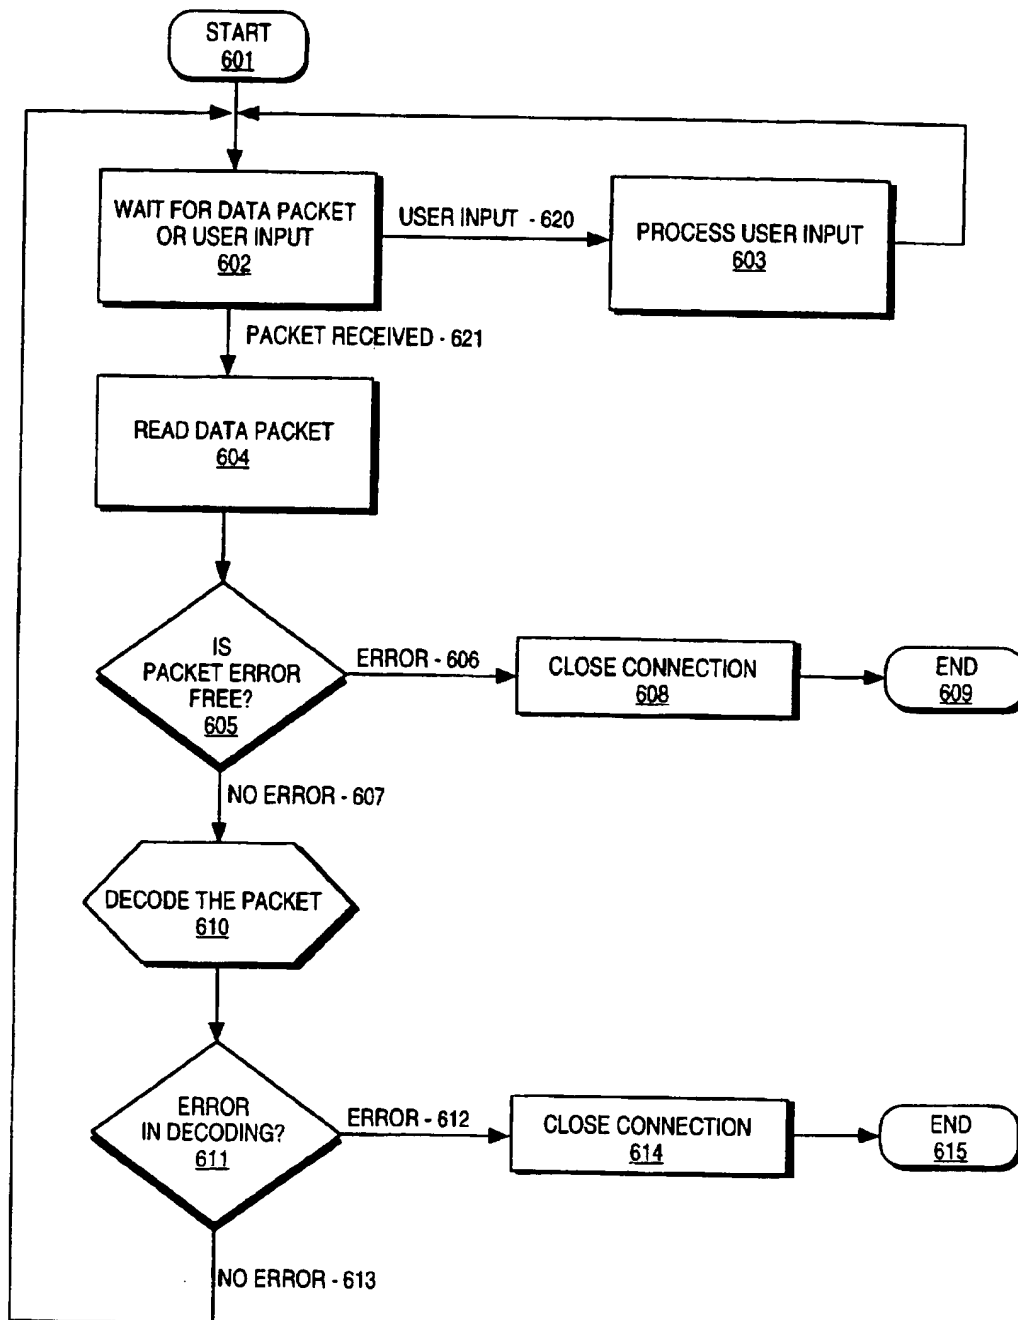 START
601
WAIT FOR DATA PACKET
OR USER INPUT
602
USER INPUT - 620
PROCESS USER INPUT
603
PACKET RECEIVED - 621
READ DATA PACKET
604
IS
PACKET ERROR
FREE?
605
ERROR - 606
CLOSE CONNECTION
608
END
609
NO ERROR - 607
DECODE THE PACKET
610
ERROR
IN DECODING?
611
ERROR - 612
CLOSE CONNECTION
614
END
615
NO ERROR - 613